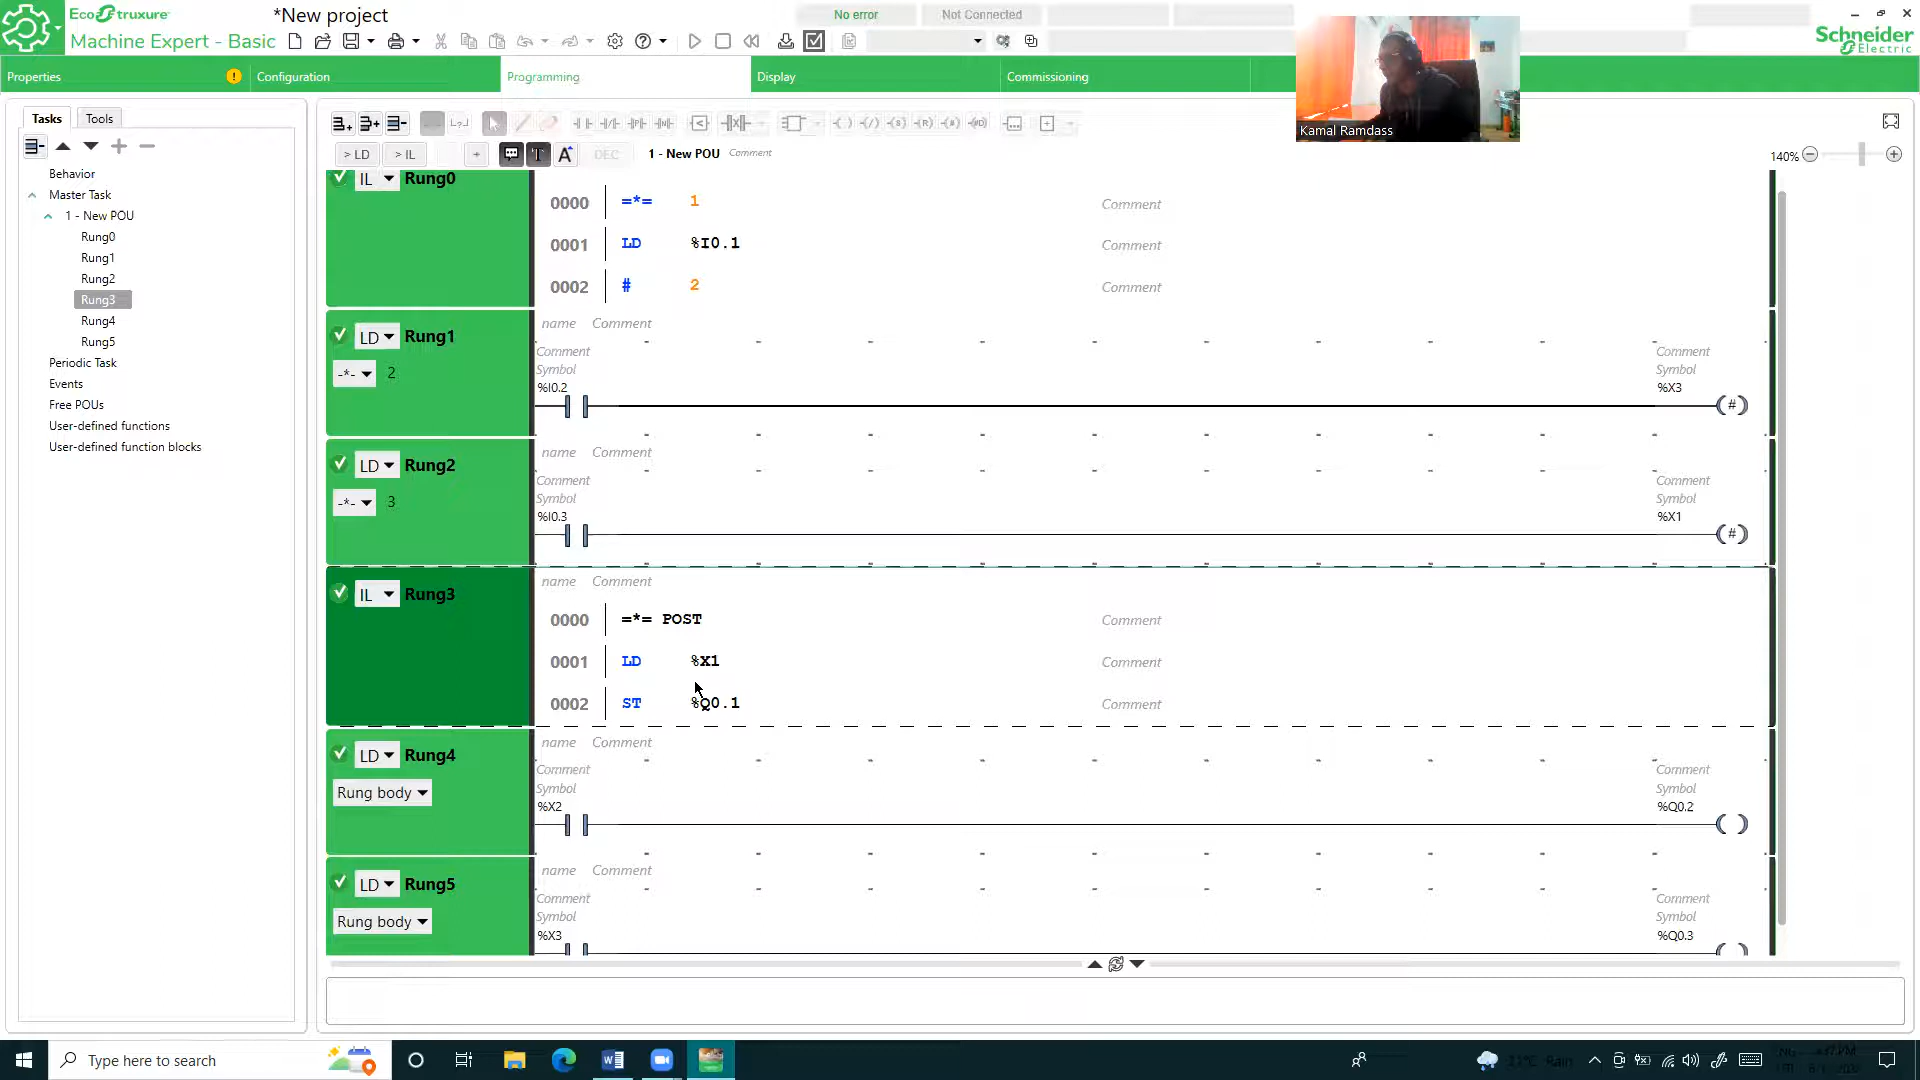 EcoStruxure
Machine Expert - Basic
*New project
No error
Not Connected
Schneider
Electric
Properties
Configuration
Programming
Display
Commissioning
Kamal Ramdass
Tasks
Tools
Behavior
Master Task
1 - New POU
Rung0
Rung1
Rung2
Rung3
Rung4
Rung5
Periodic Task
Events
Free POUs
User-defined functions
User-defined function blocks
> LD
> IL
DEC
1 - New POU
Comment
140%
IL
Rung0
0000 =*= 1 Comment
0001 LD %I0.1 Comment
0002 # 2 Comment
LD
Rung1
-*- 2
name Comment
Comment
Symbol
%I0.2
Comment
Symbol
%X3
(#)
LD
Rung2
-*- 3
name Comment
Comment
Symbol
%I0.3
Comment
Symbol
%X1
(#)
IL
Rung3
name Comment
0000 =*= POST Comment
0001 LD %X1 Comment
0002 ST %Q0.1 Comment
LD
Rung4
Rung body
name Comment
Comment
Symbol
%X2
Comment
Symbol
%Q0.2
LD
Rung5
Rung body
name Comment
Comment
Symbol
%X3
Comment
Symbol
%Q0.3
Type here to search
Rain